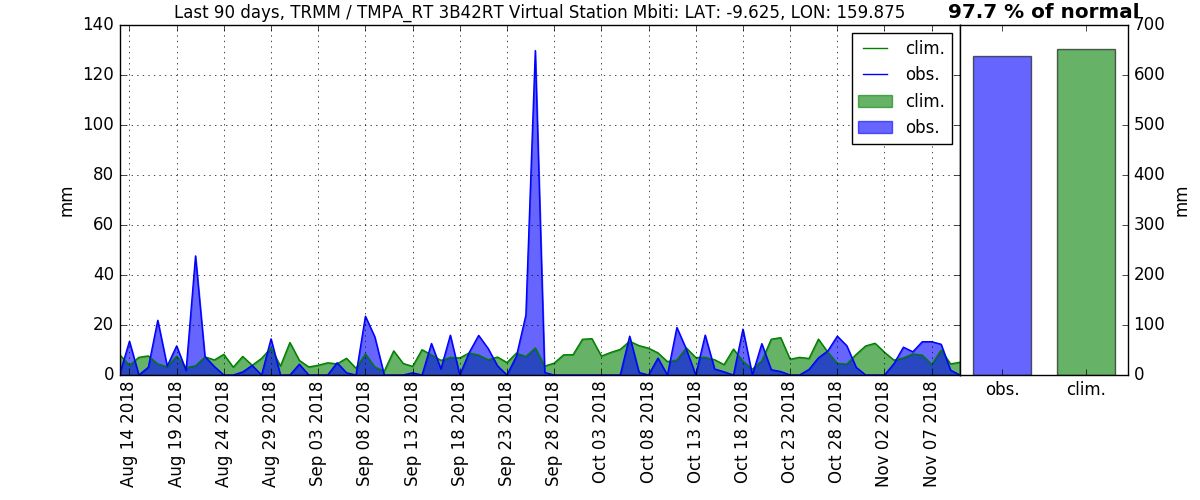 Last 90 days, TRMM / TMPA_RT 3B42RT Virtual Station Mbiti: LAT: -9.625, LON: 159.875
97.7 % of normal
140
120
100
80
60
40
20
0
mm
clim.
obs.
clim.
obs.
700
600
500
400
300
200
100
0
mm
obs.
clim.
Aug 14 2018
Aug 19 2018
Aug 24 2018
Aug 29 2018
Sep 03 2018
Sep 08 2018
Sep 13 2018
Sep 18 2018
Sep 23 2018
Sep 28 2018
Oct 03 2018
Oct 08 2018
Oct 13 2018
Oct 18 2018
Oct 23 2018
Oct 28 2018
Nov 02 2018
Nov 07 2018